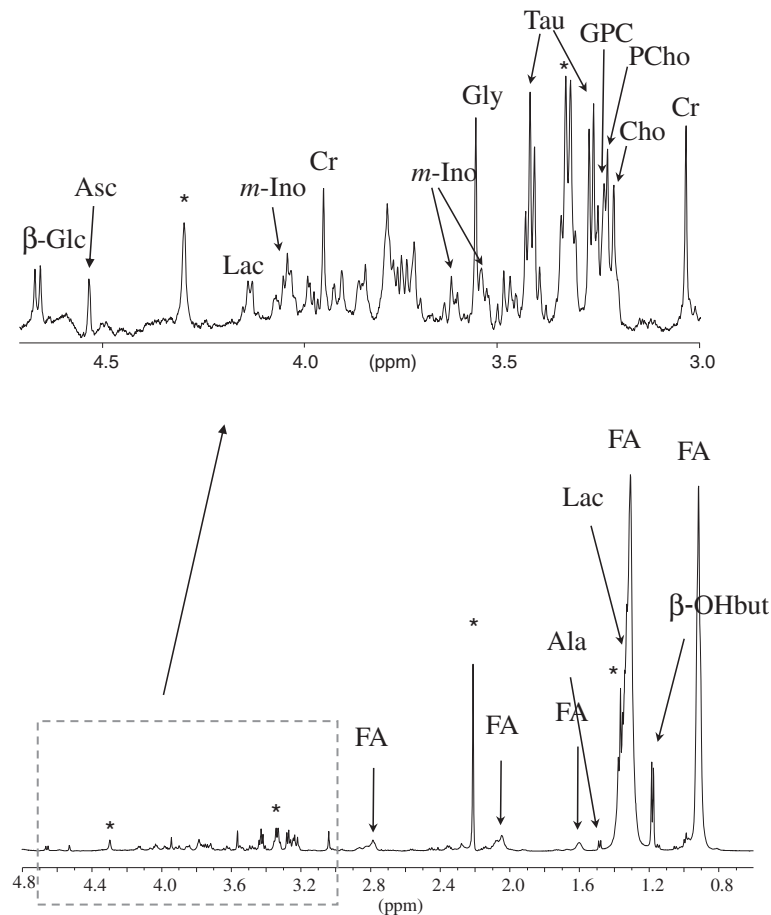 Tau
GPC
*
PCho
Gly
Cr
Cho
Cr
m-Ino
m-Ino
Asc
*
β-Glc
Lac
4.5
4.0
(ppm)
3.5
3.0
FA
FA
Lac
β-OHbut
*
Ala
*
FA
FA
FA
*
*
4.8
4.4
4.0
3.6
3.2
2.8
2.4
2.0
1.6
1.2
0.8
(ppm)